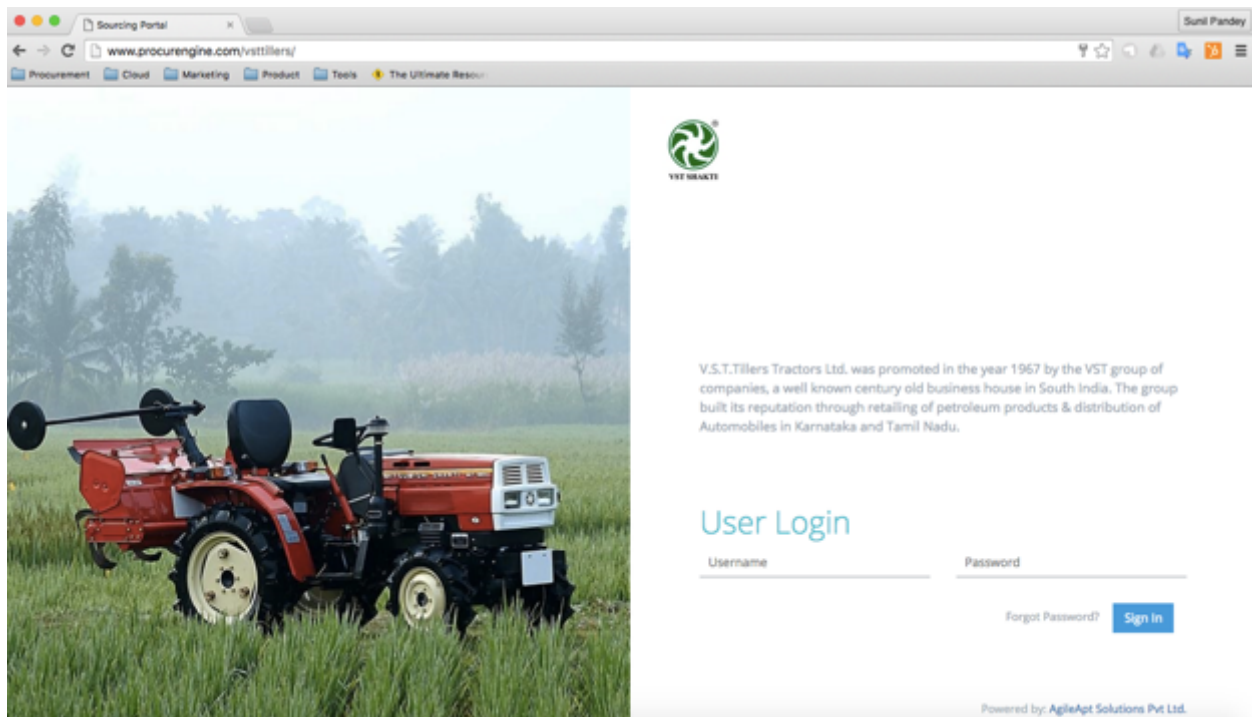 Sourcing Portal
Sunil Pandey
www.procurengine.com/vsttillers/
Procurement Cloud Marketing Product Tools The Ultimate Resour
VST SHAKTI
V.S.T.Tillers Tractors Ltd. was promoted in the year 1967 by the VST group of
companies, a well known century old business house in South India. The group
built its reputation through retailing of petroleum products & distribution of
Automobiles in Karnataka and Tamil Nadu.
User Login
Username Password
Forgot Password? Sign In
Powered by: AgileApt Solutions Pvt Ltd.